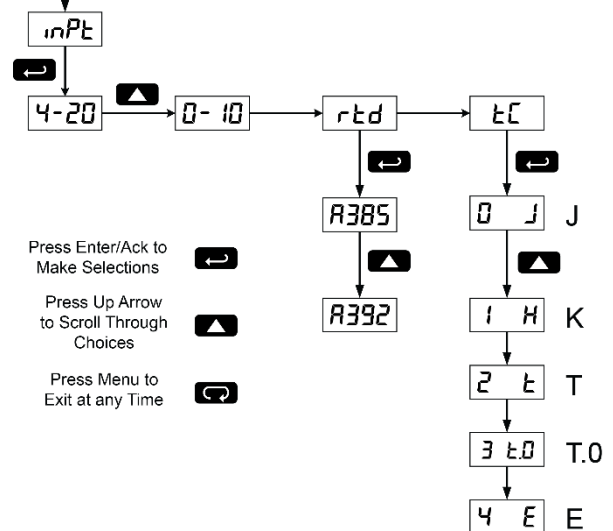 inPt
4-20 0-10 rtd tC
A385 0 J J
Press Enter/Ack to
Make Selections
A392 1 H K
Press Up Arrow
to Scroll Through
Choices
2 t T
Press Menu to
Exit at any Time
3 t.0 T.0
4 E E